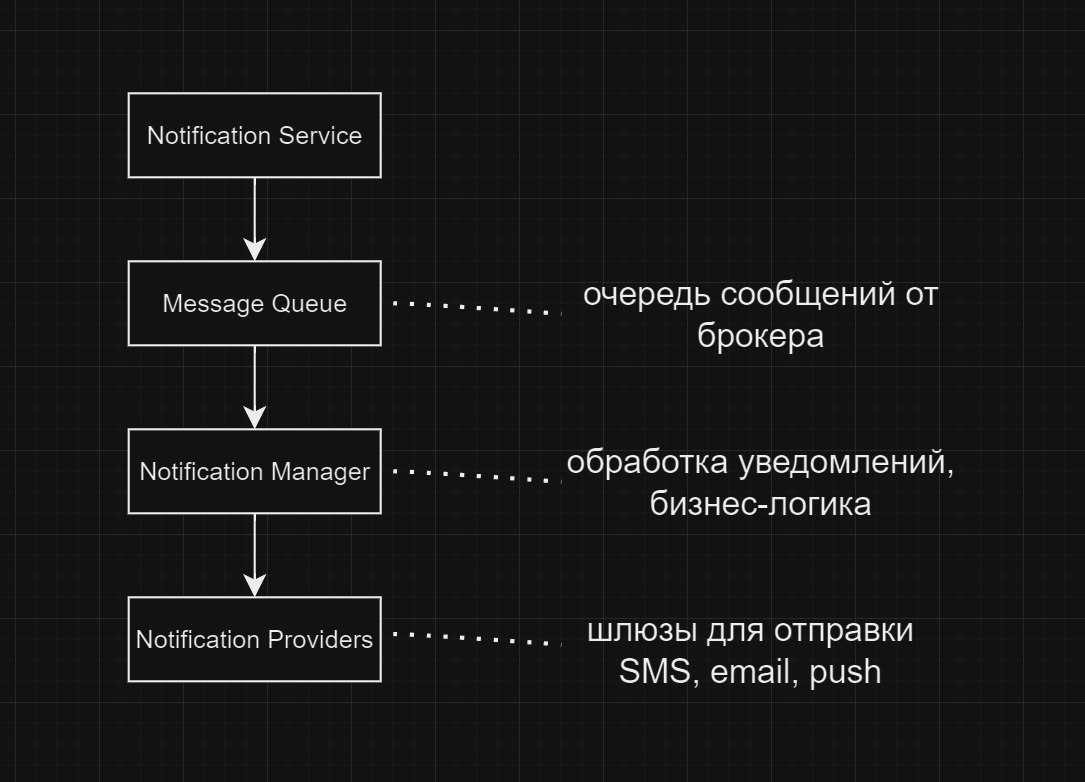 Notification Service
Message Queue
очередь сообщений от
брокера
Notification Manager
обработка уведомлений,
бизнес-логика
Notification Providers
шлюзы для отправки
SMS, email, push